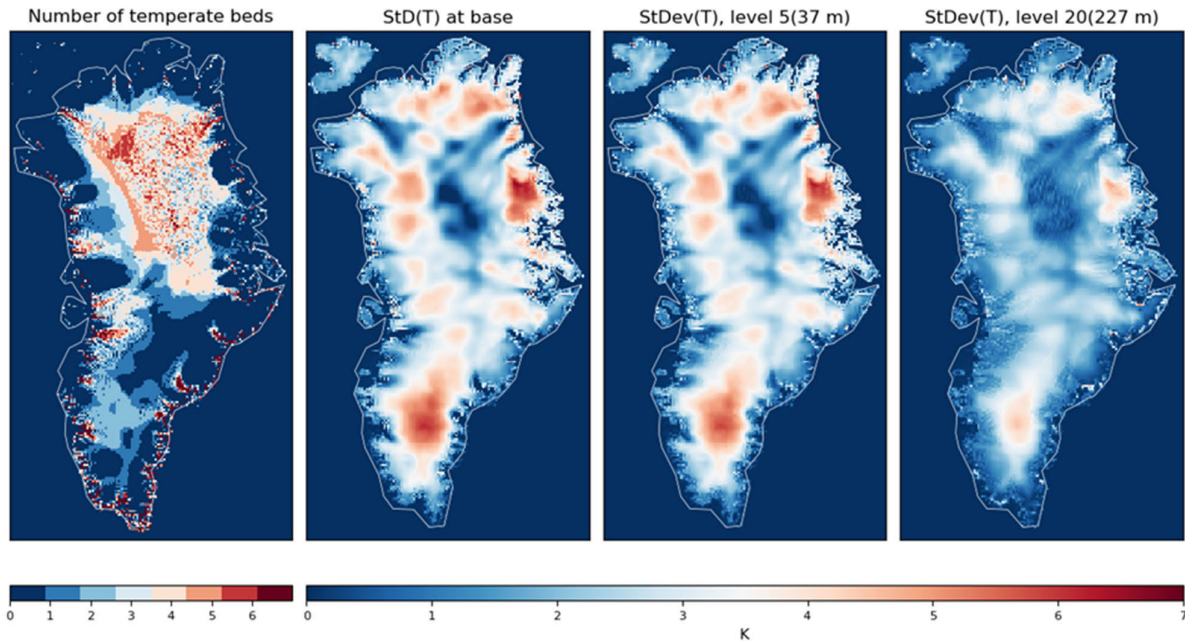 Number of temperate beds
StD(T) at base
StDev(T), level 5(37 m)
StDev(T), level 20(227 m)
0 1 2 3 4 5 6
0 1 2 3 4 5 6 7
K